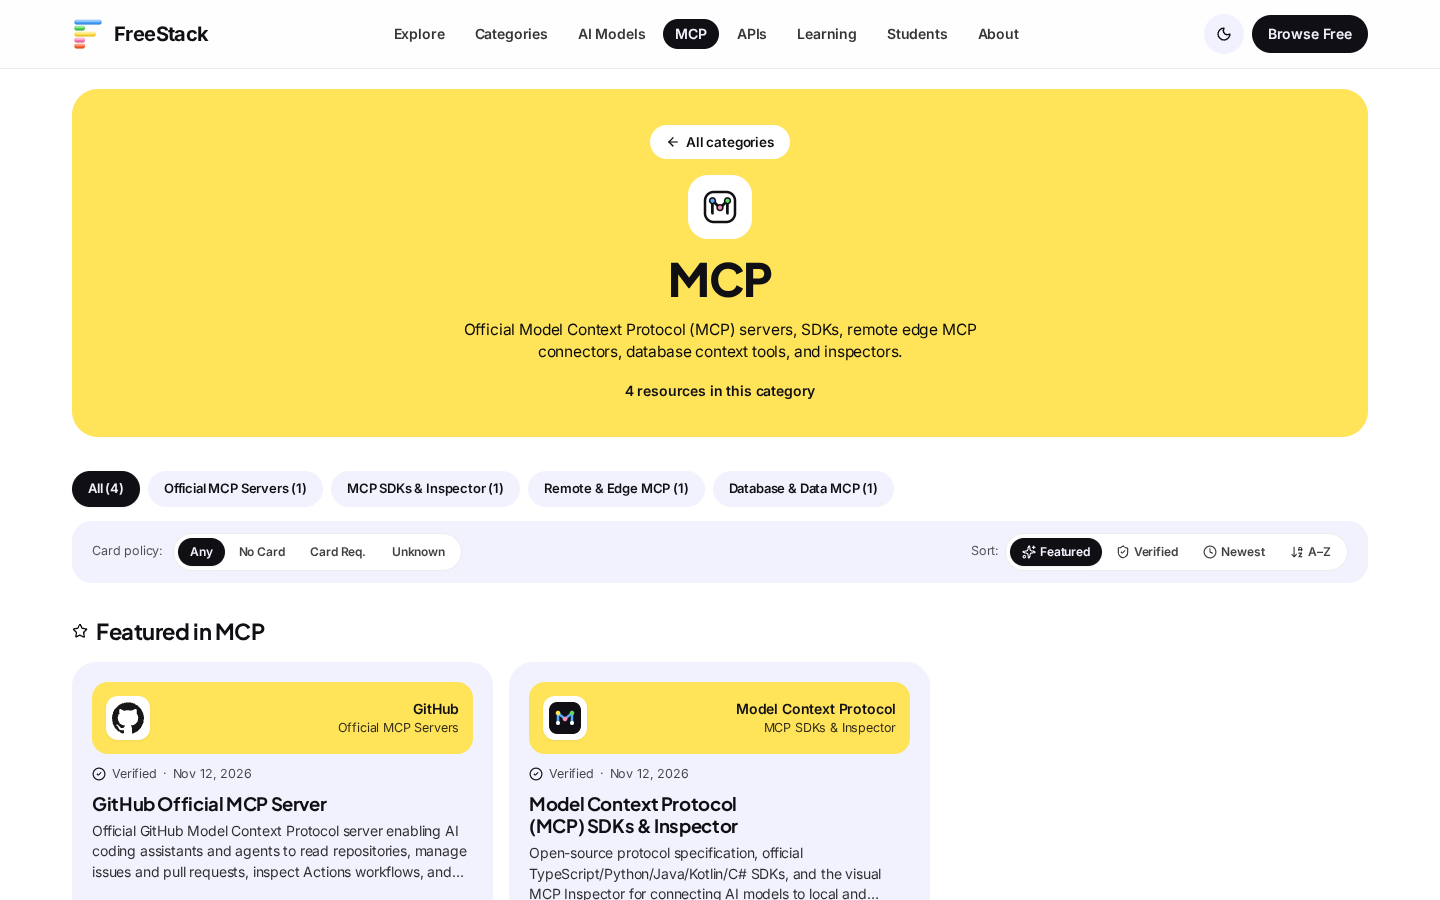 FreeStack
Explore
Categories
AI Models
MCP
APIs
Learning
Students
About
Browse Free
All categories
MCP
Official Model Context Protocol (MCP) servers, SDKs, remote edge MCP
connectors, database context tools, and inspectors.
4 resources in this category
All (4)
Official MCP Servers (1)
MCP SDKs & Inspector (1)
Remote & Edge MCP (1)
Database & Data MCP (1)
Card policy:
Any
No Card
Card Req.
Unknown
Sort:
Featured
Verified
Newest
A–Z
Featured in MCP
GitHub
Official MCP Servers
Verified · Nov 12, 2026
GitHub Official MCP Server
Official GitHub Model Context Protocol server enabling AI
coding assistants and agents to read repositories, manage
issues and pull requests, inspect Actions workflows, and...
Model Context Protocol
MCP SDKs & Inspector
Verified · Nov 12, 2026
Model Context Protocol
(MCP) SDKs & Inspector
Open-source protocol specification, official
TypeScript/Python/Java/Kotlin/C# SDKs, and the visual
MCP Inspector for connecting AI models to local and...